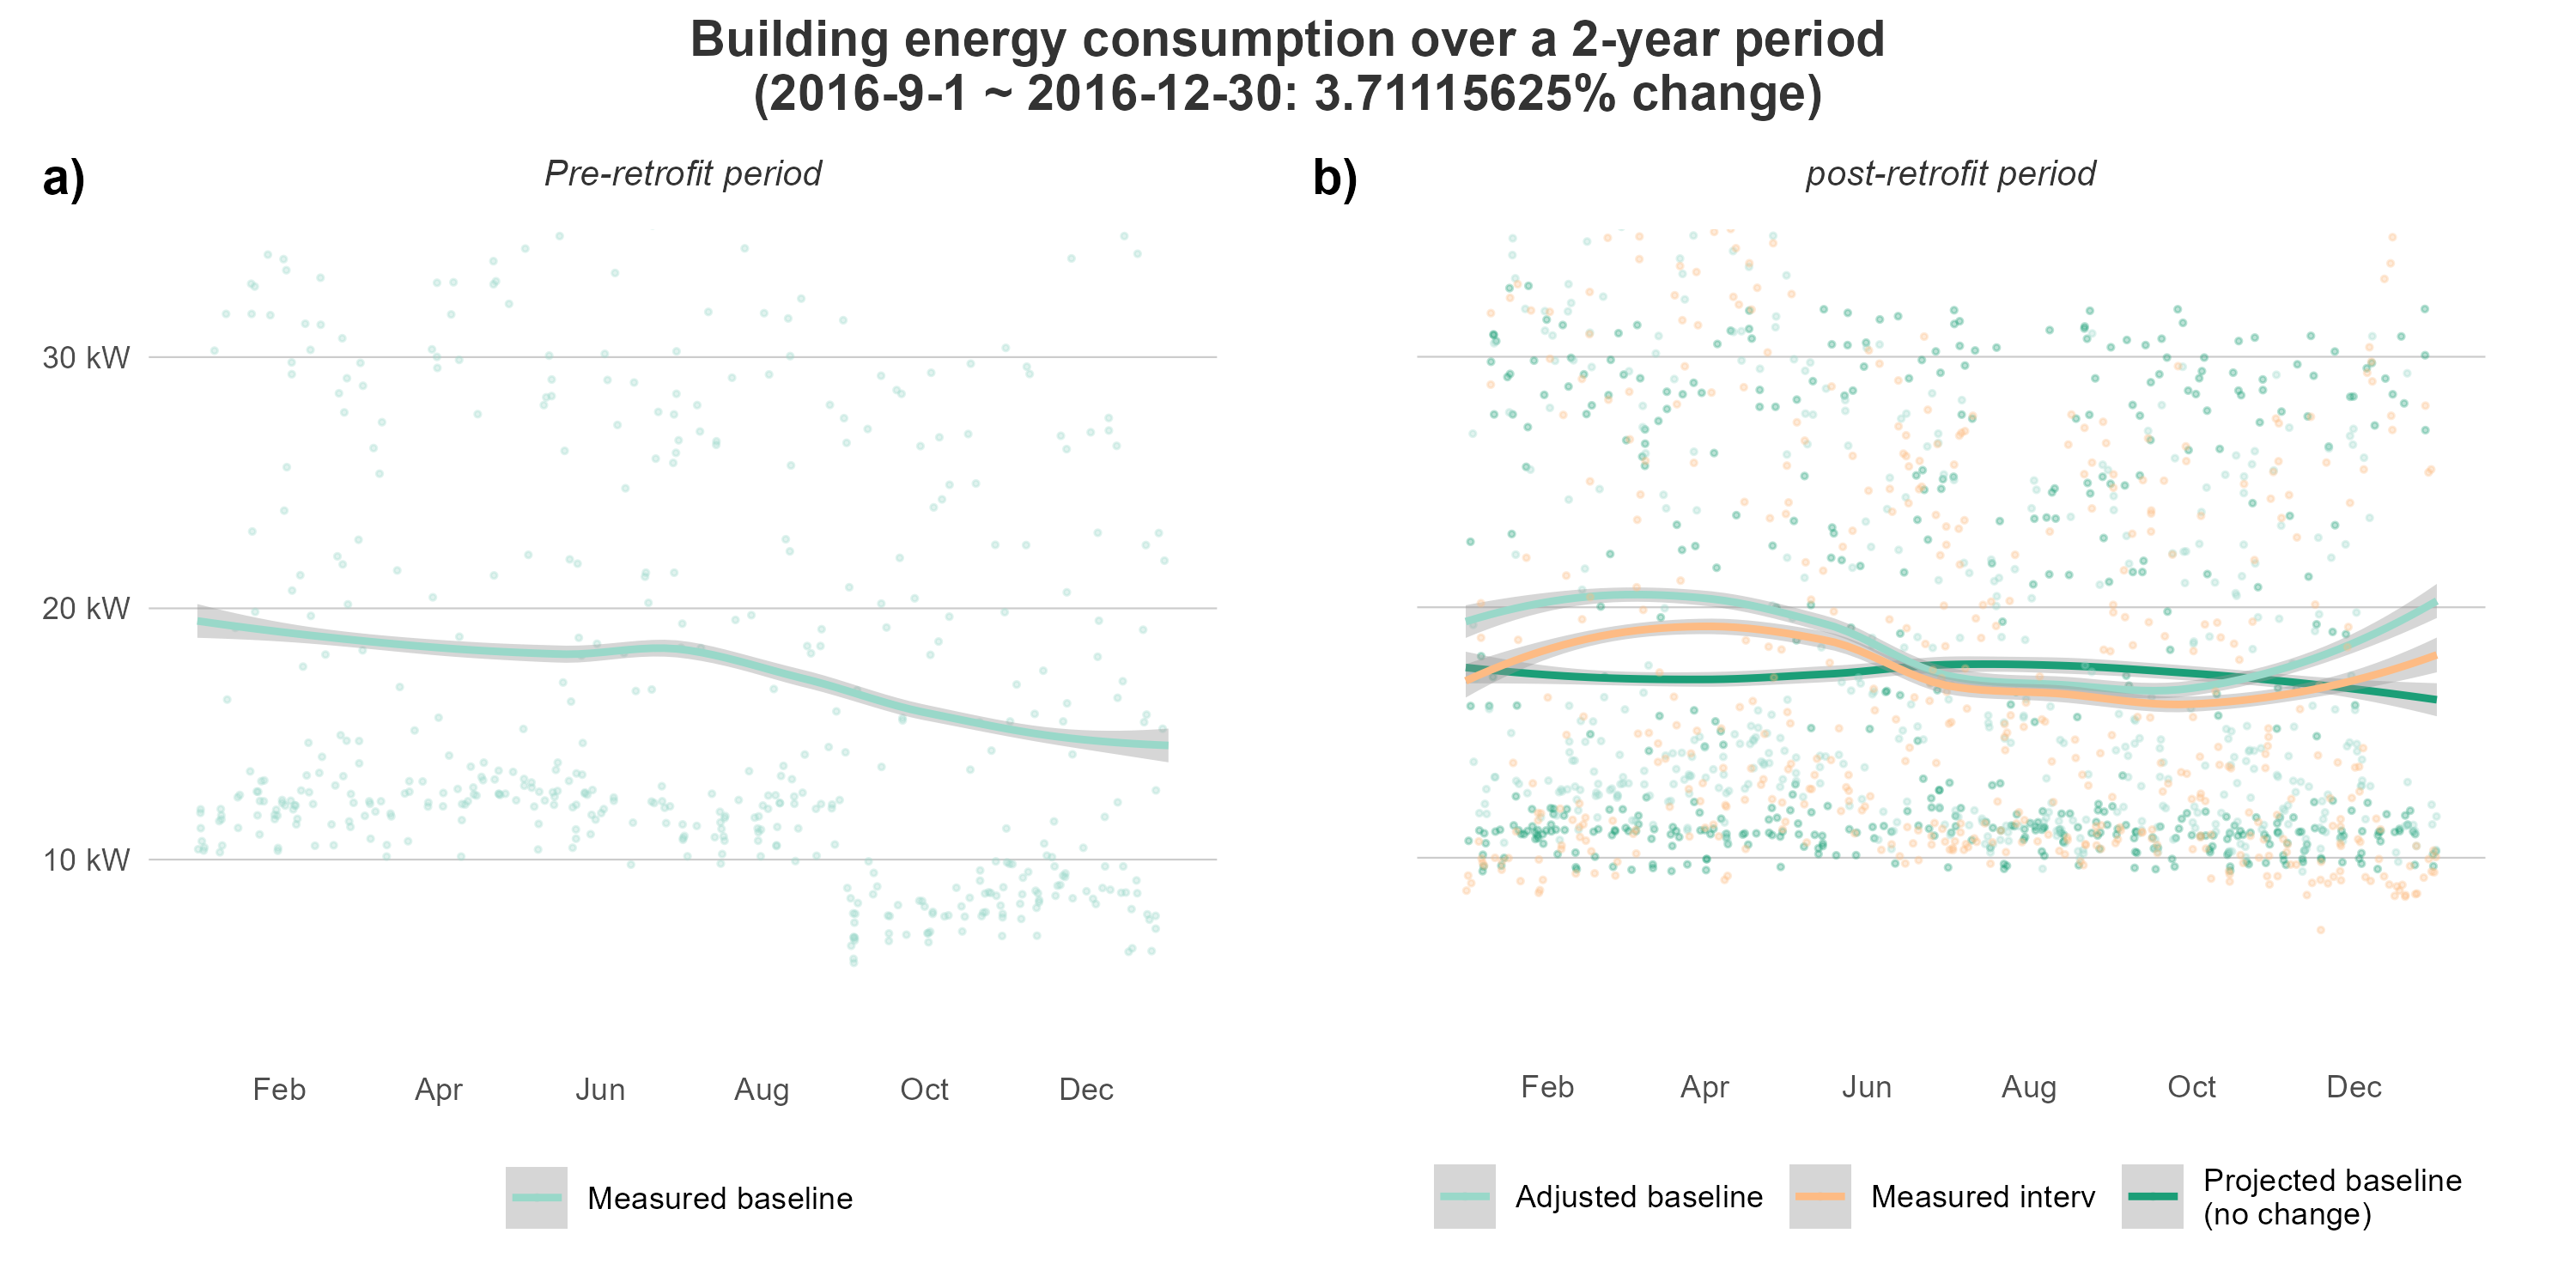 Building energy consumption over a 2-year period
(2016-9-1 ~ 2016-12-30: 3.71115625% change)
a)
Pre-retrofit period
30 kW
20 kW
10 kW
Feb Apr Jun Aug Oct Dec
Measured baseline
b)
post-retrofit period
Feb Apr Jun Aug Oct Dec
Adjusted baseline
Measured interv
Projected baseline
(no change)